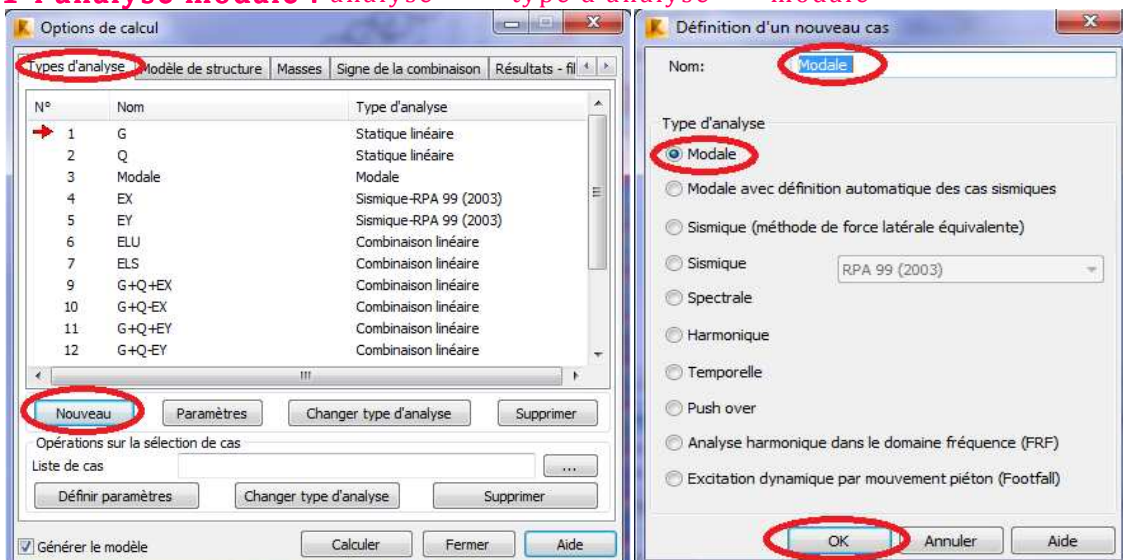 1 l'analyse modale : analyse type d'analyse modale
Options de calcul
Types d'analyse Modèle de structure Masses Signe de la combinaison Résultats - fil
N° Nom Type d'analyse
1 G Statique linéaire
2 Q Statique linéaire
3 Modale Modale
4 EX Sismique-RPA 99 (2003)
5 EY Sismique-RPA 99 (2003)
6 ELU Combinaison linéaire
7 ELS Combinaison linéaire
9 G+Q+EX Combinaison linéaire
10 G+Q-EX Combinaison linéaire
11 G+Q+EY Combinaison linéaire
12 G+Q-EY Combinaison linéaire
Nouveau Paramètres Changer type d'analyse Supprimer
Opérations sur la sélection de cas
Liste de cas ...
Définir paramètres Changer type d'analyse Supprimer
Générer le modèle Calculer Fermer Aide
Définition d'un nouveau cas
Nom: Modale
Type d'analyse
Modale
Modale avec définition automatique des cas sismiques
Sismique (méthode de force latérale équivalente)
Sismique RPA 99 (2003)
Spectrale
Harmonique
Temporelle
Push over
Analyse harmonique dans le domaine fréquence (FRF)
Excitation dynamique par mouvement piéton (Footfall)
OK Annuler Aide